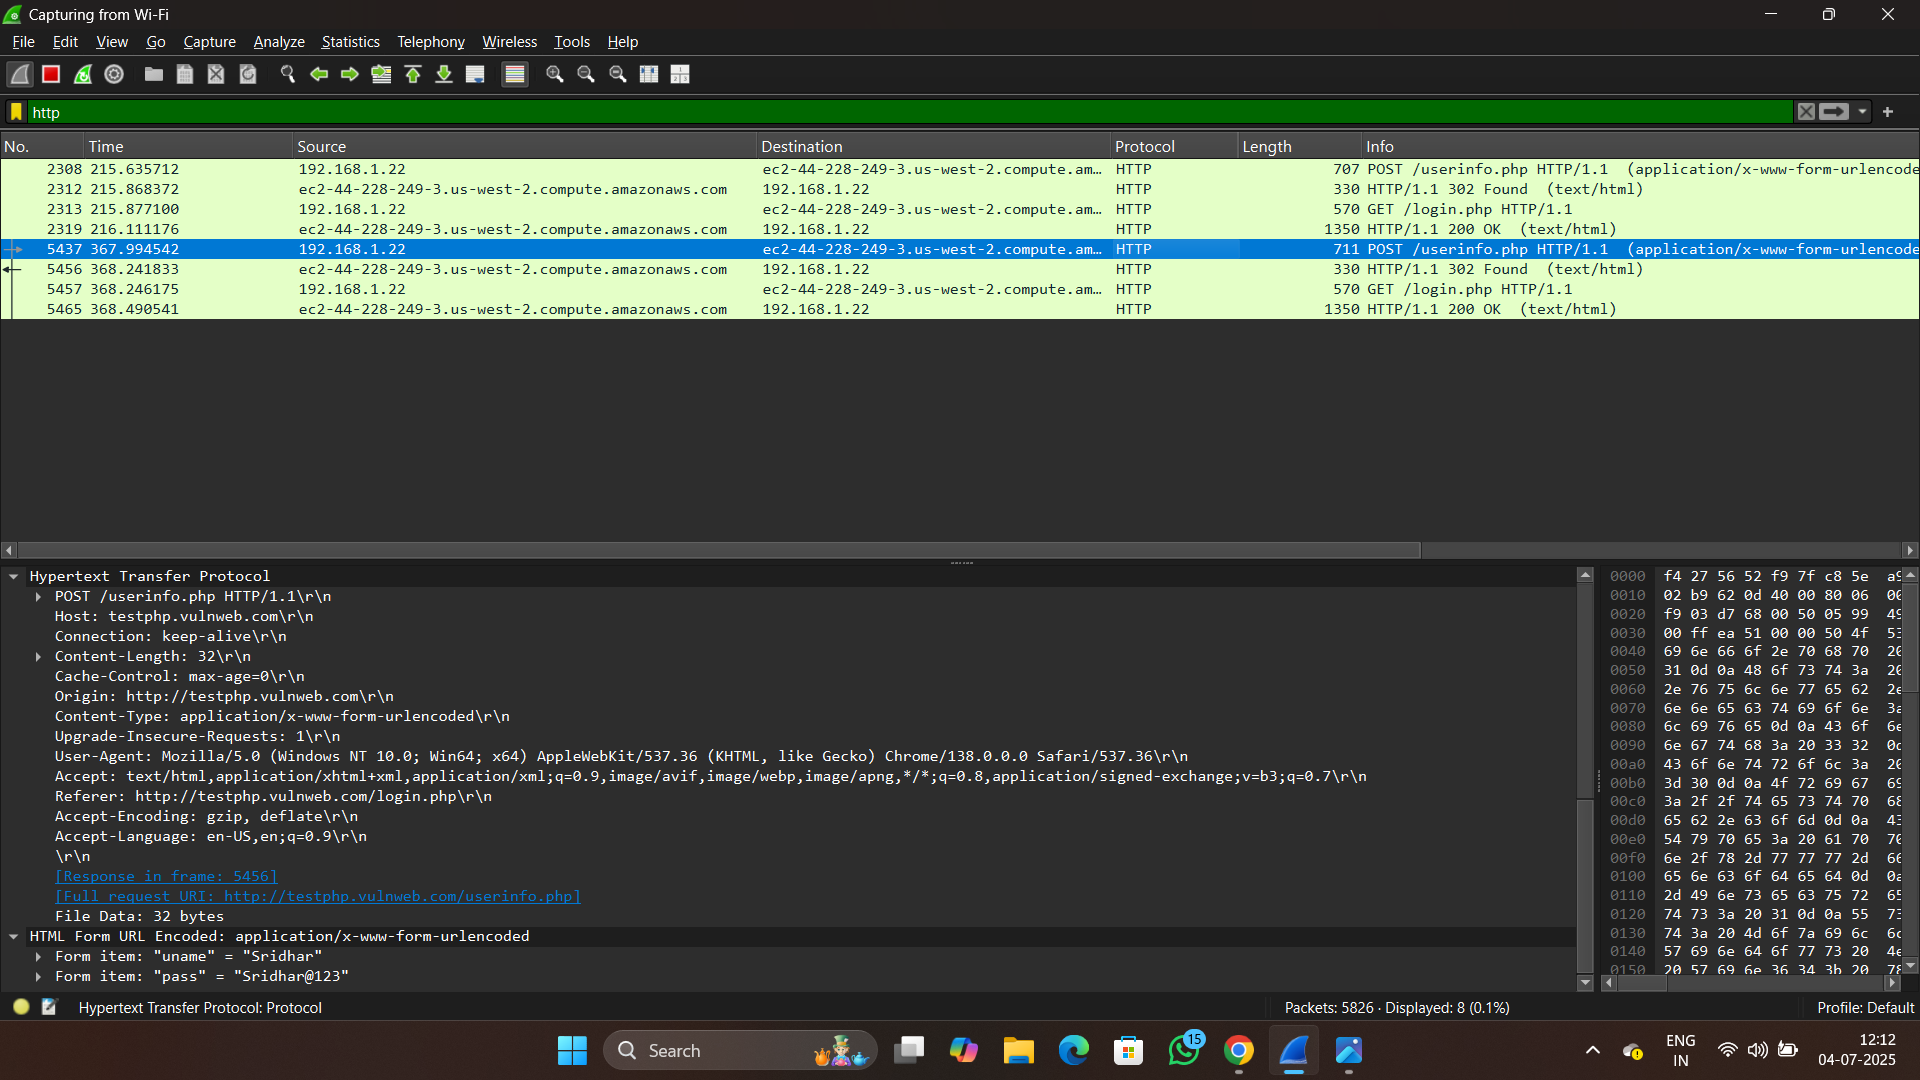 Capturing from Wi-Fi
File Edit View Go Capture Analyze Statistics Telephony Wireless Tools Help
http
No. Time Source Destination Protocol Length Info
2308 215.635712 192.168.1.22 ec2-44-228-249-3.us-west-2.compute.am… HTTP 707 POST /userinfo.php HTTP/1.1 (application/x-www-form-urlencode
2312 215.868372 ec2-44-228-249-3.us-west-2.compute.amazonaws.com 192.168.1.22 HTTP 330 HTTP/1.1 302 Found (text/html)
2313 215.877100 192.168.1.22 ec2-44-228-249-3.us-west-2.compute.am… HTTP 570 GET /login.php HTTP/1.1
2319 216.111176 ec2-44-228-249-3.us-west-2.compute.amazonaws.com 192.168.1.22 HTTP 1350 HTTP/1.1 200 OK (text/html)
5437 367.994542 192.168.1.22 ec2-44-228-249-3.us-west-2.compute.am… HTTP 711 POST /userinfo.php HTTP/1.1 (application/x-www-form-urlencode
5456 368.241833 ec2-44-228-249-3.us-west-2.compute.amazonaws.com 192.168.1.22 HTTP 330 HTTP/1.1 302 Found (text/html)
5457 368.246175 192.168.1.22 ec2-44-228-249-3.us-west-2.compute.am… HTTP 570 GET /login.php HTTP/1.1
5465 368.490541 ec2-44-228-249-3.us-west-2.compute.amazonaws.com 192.168.1.22 HTTP 1350 HTTP/1.1 200 OK (text/html)
Hypertext Transfer Protocol
POST /userinfo.php HTTP/1.1\r\n
Host: testphp.vulnweb.com\r\n
Connection: keep-alive\r\n
Content-Length: 32\r\n
Cache-Control: max-age=0\r\n
Origin: http://testphp.vulnweb.com\r\n
Content-Type: application/x-www-form-urlencoded\r\n
Upgrade-Insecure-Requests: 1\r\n
User-Agent: Mozilla/5.0 (Windows NT 10.0; Win64; x64) AppleWebKit/537.36 (KHTML, like Gecko) Chrome/138.0.0.0 Safari/537.36\r\n
Accept: text/html,application/xhtml+xml,application/xml;q=0.9,image/avif,image/webp,image/apng,*/*;q=0.8,application/signed-exchange;v=b3;q=0.7\r\n
Referer: http://testphp.vulnweb.com/login.php\r\n
Accept-Encoding: gzip, deflate\r\n
Accept-Language: en-US,en;q=0.9\r\n
\r\n
[Response in frame: 5456]
[Full request URI: http://testphp.vulnweb.com/userinfo.php]
File Data: 32 bytes
HTML Form URL Encoded: application/x-www-form-urlencoded
Form item: "uname" = "Sridhar"
Form item: "pass" = "Sridhar@123"
0000 f4 27 56 52 f9 7f c8 5e
0010 02 b9 62 0d 40 00 80 06
0020 f9 03 d7 68 00 50 05 99 49
0030 00 ff ea 51 00 00 50 4f 53
0040 69 6e 66 6f 2e 70 68 70 20
0050 31 0d 0a 48 6f 73 74 3a 20
0060 2e 76 75 6c 6e 77 65 62 2e
0070 6e 6e 65 63 74 69 6f 6e 3a
0080 6c 69 76 65 0d 0a 43 6f 6e
0090 6e 67 74 68 3a 20 33 32 0d
00a0 43 6f 6e 74 72 6f 6c 3a 20
00b0 3d 30 0d 0a 4f 72 69 67 69
00c0 3a 2f 2f 74 65 73 74 70 68
00d0 65 62 2e 63 6f 6d 0d 0a 43
00e0 54 79 70 65 3a 20 61 70 70
00f0 6e 2f 78 2d 77 77 77 2d 66
0100 65 6e 63 6f 64 65 64 0d 0a
0110 2d 49 6e 73 65 63 75 72 65
0120 74 73 3a 20 31 0d 0a 55 73
0130 74 3a 20 4d 6f 7a 69 6c 6c
0140 57 69 6e 64 6f 77 73 20 4e
0150 20 57 69 6e 36 34 3b 20 78
Hypertext Transfer Protocol: Protocol
Packets: 5826 · Displayed: 8 (0.1%)
Profile: Default
Search
15
ENG
IN
12:12
04-07-2025